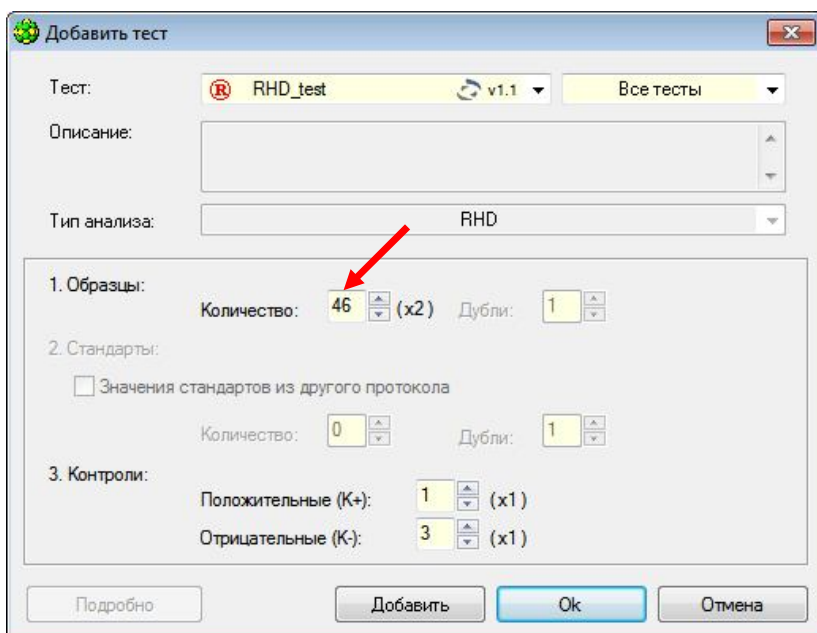 Добавить тест
Тест: ® RHD_test v1.1 Все тесты
Описание:
Тип анализа: RHD
1. Образцы:
Количество: 46 (x2) Дубли: 1
2. Стандарты:
Значения стандартов из другого протокола
Количество: 0 Дубли: 1
3. Контроли:
Положительные (K+): 1 (x1)
Отрицательные (K-): 3 (x1)
Подробно Добавить Ok Отмена